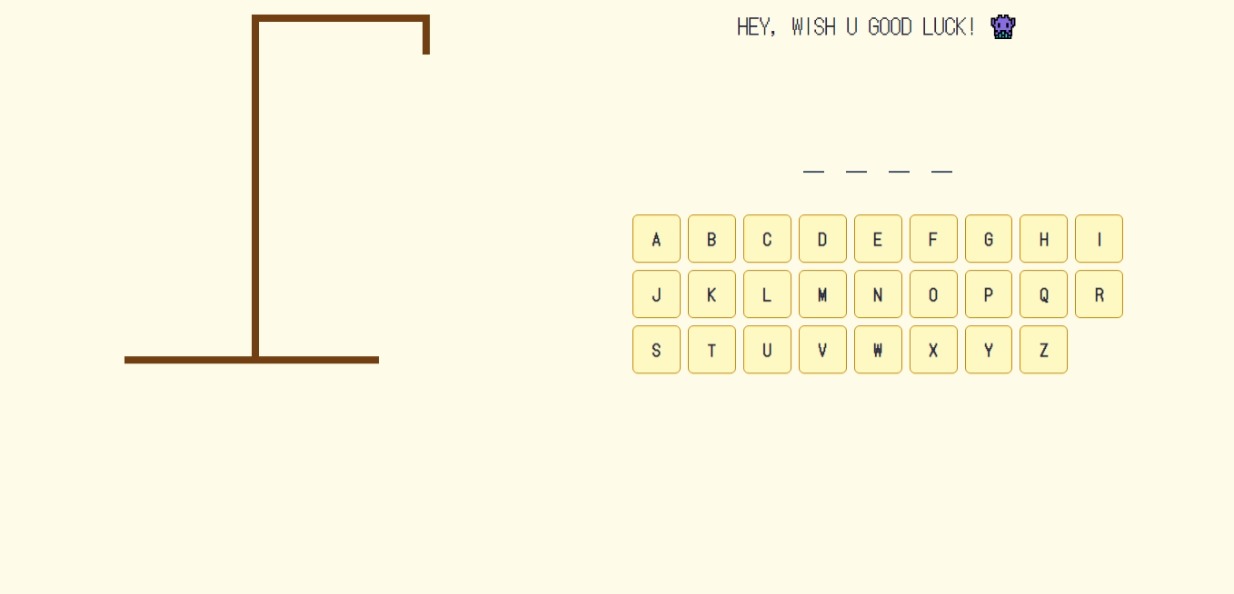 HEY, WISH U GOOD LUCK!
_ _ _ _
A B C D E F G H I
J K L M N O P Q R
S T U V W X Y Z